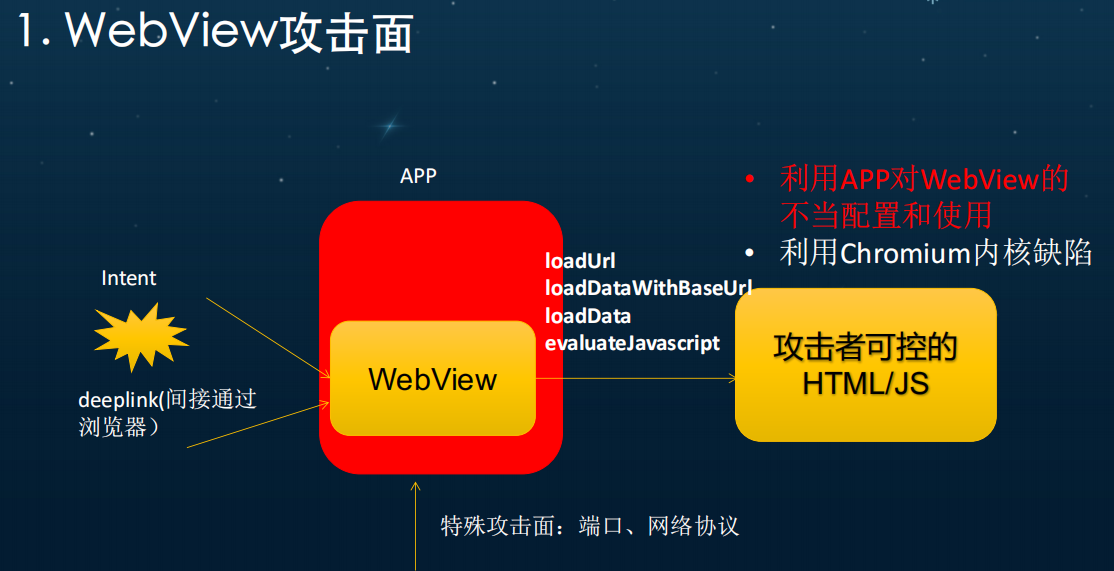 1. WebView攻击面
APP
• 利用APP对WebView的
不当配置和使用
• 利用Chromium内核缺陷
loadUrl
loadDataWithBaseUrl
loadData
evaluateJavascript
Intent
deeplink(间接通过
浏览器）
WebView
攻击者可控的
HTML/JS
特殊攻击面：端口、网络协议